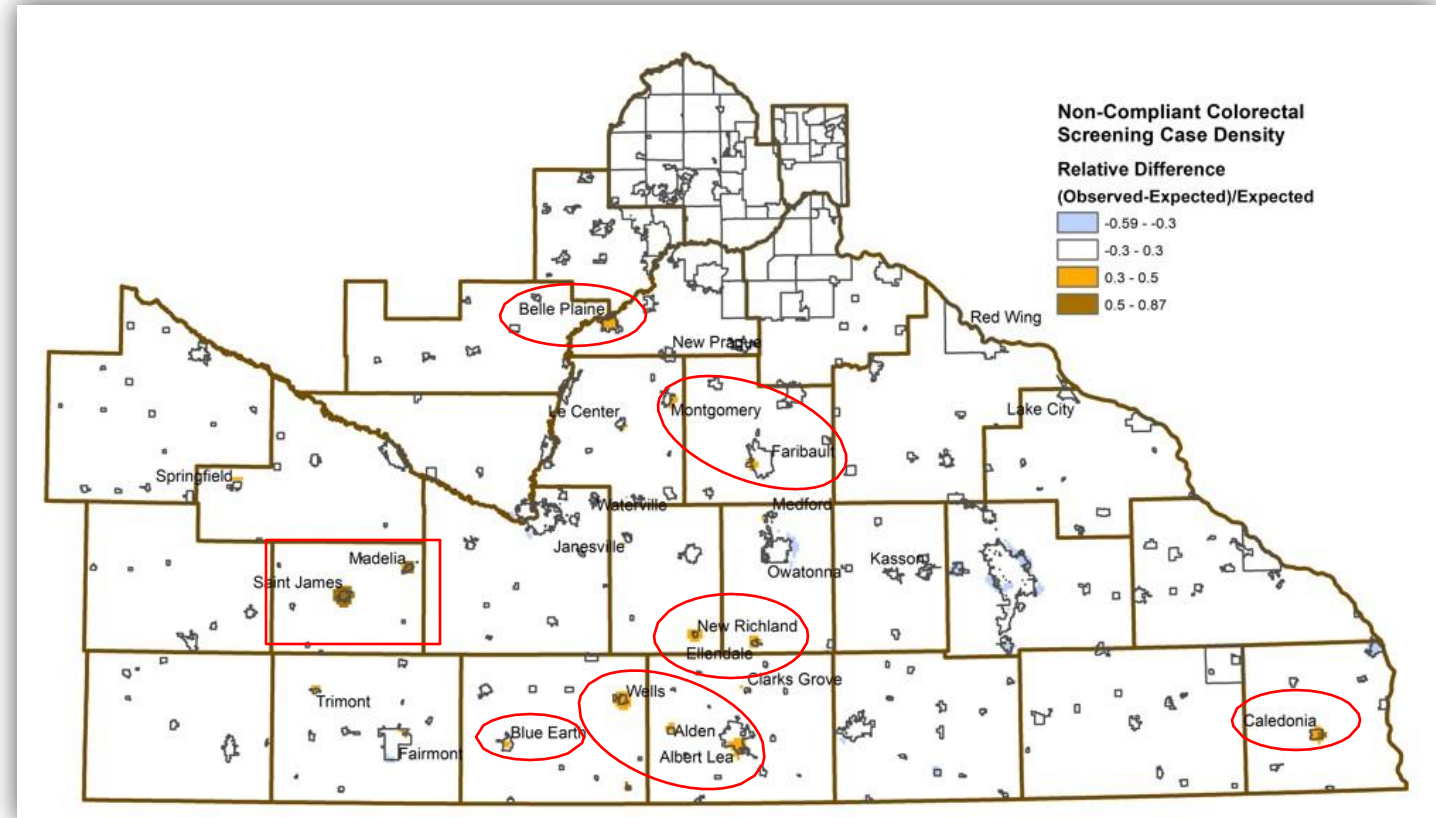 Non-Compliant Colorectal
Screening Case Density
Relative Difference
(Observed-Expected)/Expected
-0.59 - -0.3
-0.3 - 0.3
0.3 - 0.5
0.5 - 0.87
Belle Plaine
Red Wing
New Prague
Le Center
Montgomery
Lake City
Faribault
Springfield
Waterville
Medford
Janesville
Madelia
Owatonna
Kasson
Saint James
New Richland
Ellendale
Clarks Grove
Wells
Trimont
Caledonia
Blue Earth
Alden
Fairmont
Albert Lea